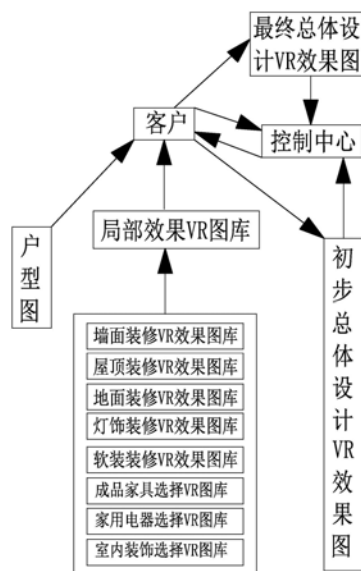 最终总体设
计VR效果图
客户
控制中心
户
型
图
局部效果VR图库
初
步
总
体
设
计
VR
效
果
图
墙面装修VR效果图库
屋顶装修VR效果图库
地面装修VR效果图库
灯饰装修VR效果图库
软装装修VR效果图库
成品家具选择VR图库
家用电器选择VR图库
室内装饰选择VR图库